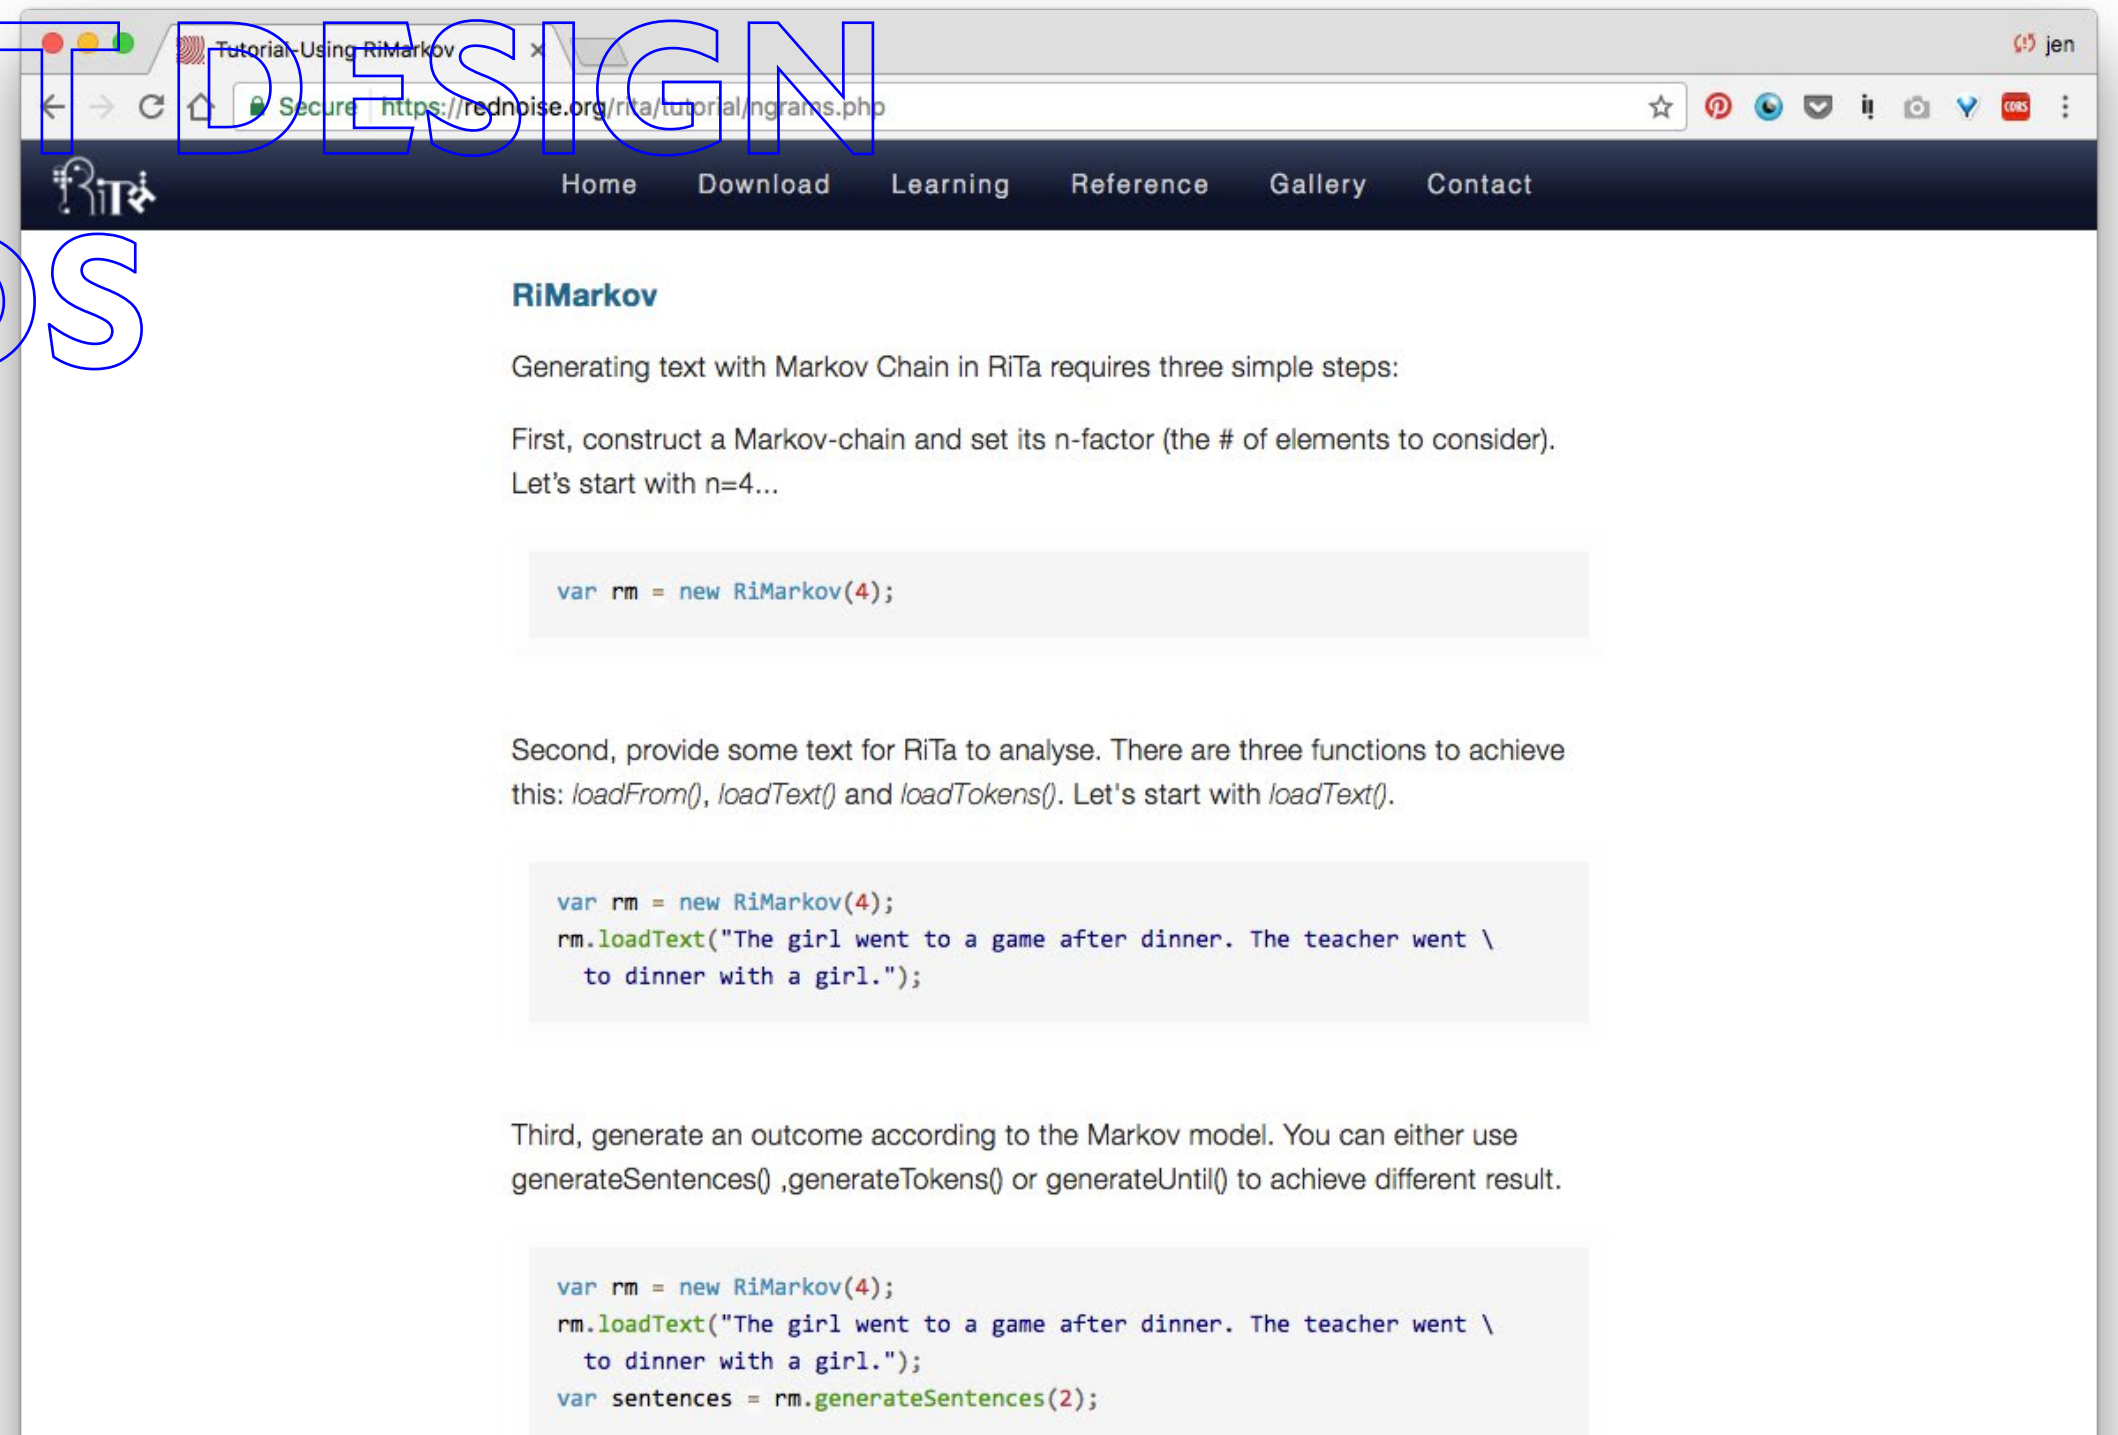 T DESIGN
OS
Tutorial-Using RiMarkov
jen
Secure https://rednoise.org/rita/tutorial/ngrams.php
CORS
RiTa
Home Download Learning Reference Gallery Contact
RiMarkov
Generating text with Markov Chain in RiTa requires three simple steps:
First, construct a Markov-chain and set its n-factor (the # of elements to consider).
Let’s start with n=4...
var rm = new RiMarkov(4);
Second, provide some text for RiTa to analyse. There are three functions to achieve
this: loadFrom(), loadText() and loadTokens(). Let's start with loadText().
var rm = new RiMarkov(4);
rm.loadText("The girl went to a game after dinner. The teacher went \
to dinner with a girl.");
Third, generate an outcome according to the Markov model. You can either use
generateSentences() ,generateTokens() or generateUntil() to achieve different result.
var rm = new RiMarkov(4);
rm.loadText("The girl went to a game after dinner. The teacher went \
to dinner with a girl.");
var sentences = rm.generateSentences(2);